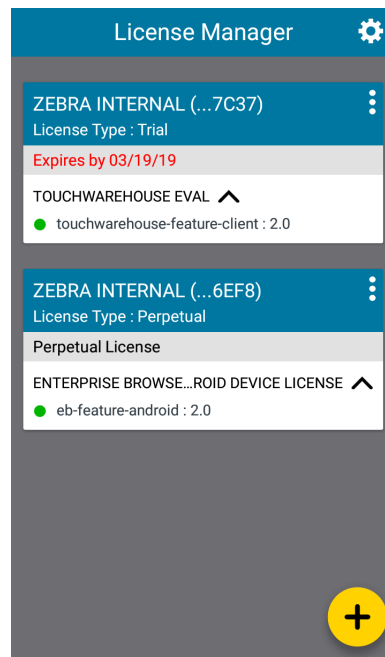 License Manager
ZEBRA INTERNAL (...7C37)
License Type : Trial
Expires by 03/19/19
TOUCHWAREHOUSE EVAL
touchwarehouse-feature-client : 2.0
ZEBRA INTERNAL (...6EF8)
License Type : Perpetual
Perpetual License
ENTERPRISE BROWSE...ROID DEVICE LICENSE
eb-feature-android : 2.0